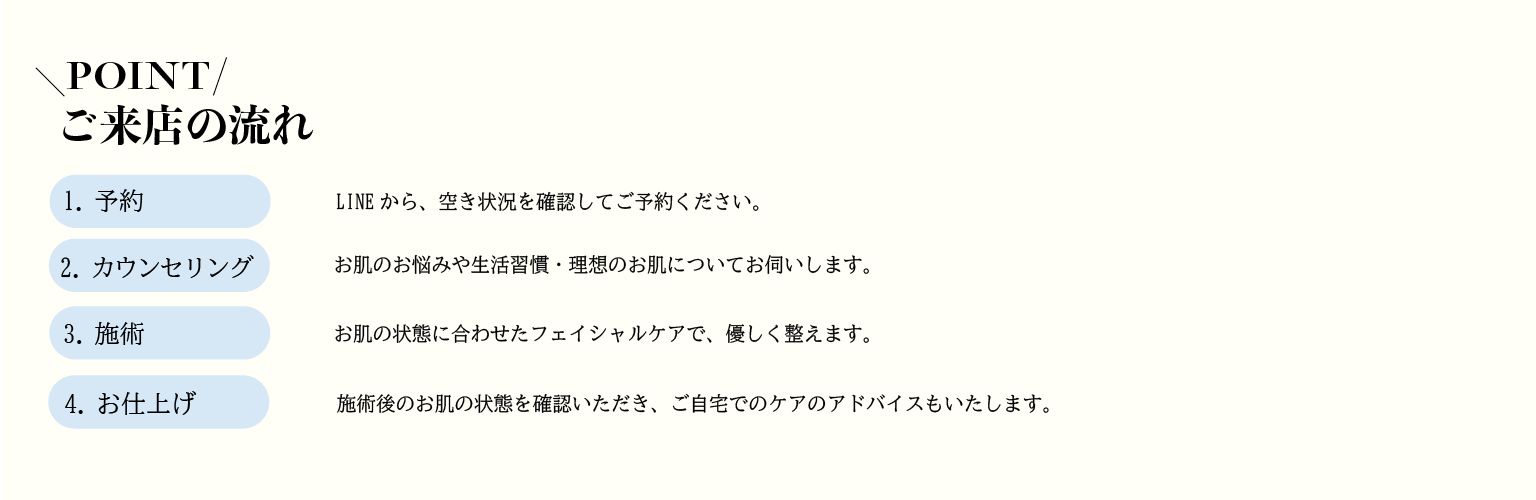 ＼POINT/
ご来店の流れ
1. 予約 LINEから、空き状況を確認してご予約ください。
2. カウンセリング お肌のお悩みや生活習慣・理想のお肌についてお伺いします。
3. 施術 お肌の状態に合わせたフェイシャルケアで、優しく整えます。
4. お仕上げ 施術後のお肌の状態を確認いただき、ご自宅でのケアのアドバイスもいたします。